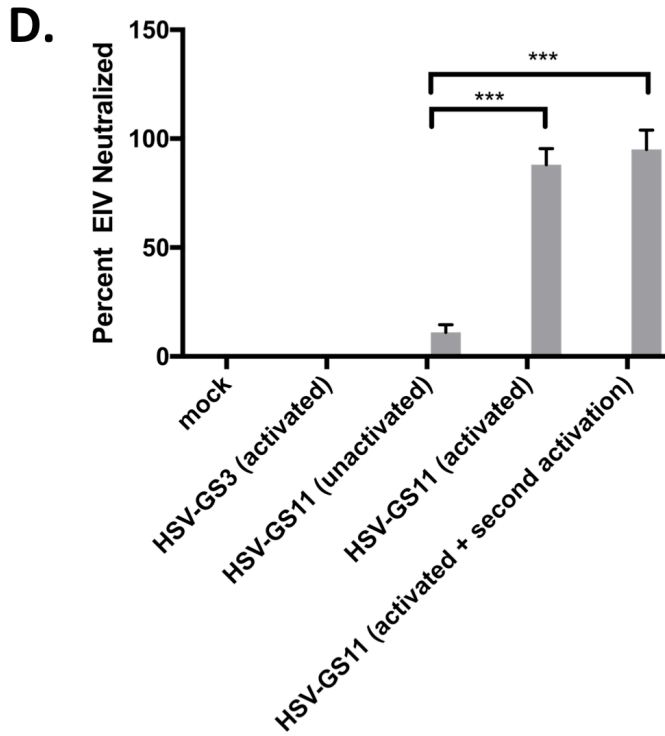 D.
150
***
***
100
Percent EIV Neutralized
50
0
mock
HSV-GS3 (activated)
HSV-GS11 (unactivated)
HSV-GS11 (activated)
HSV-GS11 (activated + second activation)